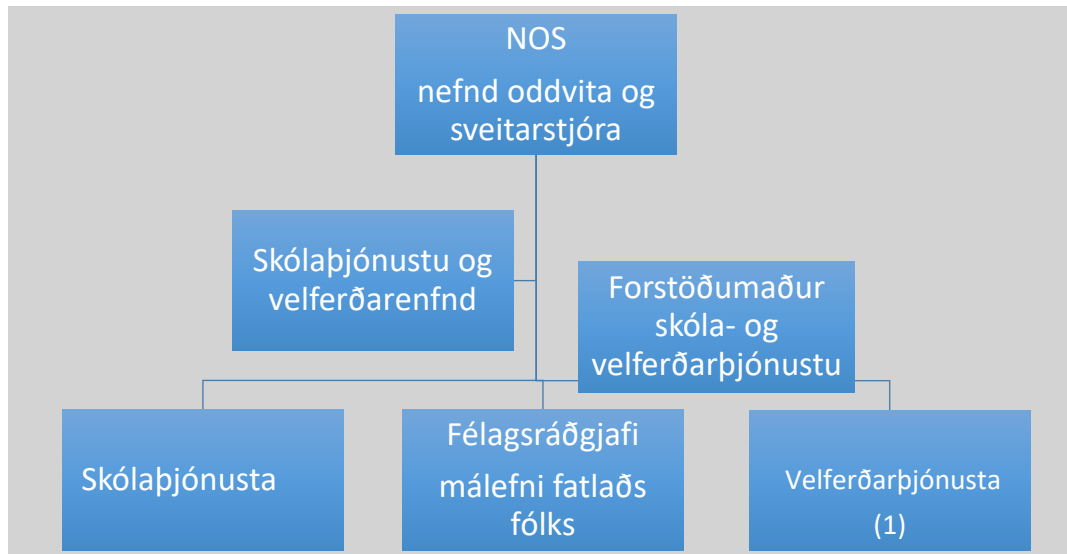 NOS
nefnd oddvita og
sveitarstjóra
Skólaþjónustu og
velferðarenfnd
Forstöðumaður
skóla- og
velferðarþjónustu
Skólaþjónusta
Félagsráðgjafi
málefni fatlaðs
fólks
Velferðarþjónusta
(1)